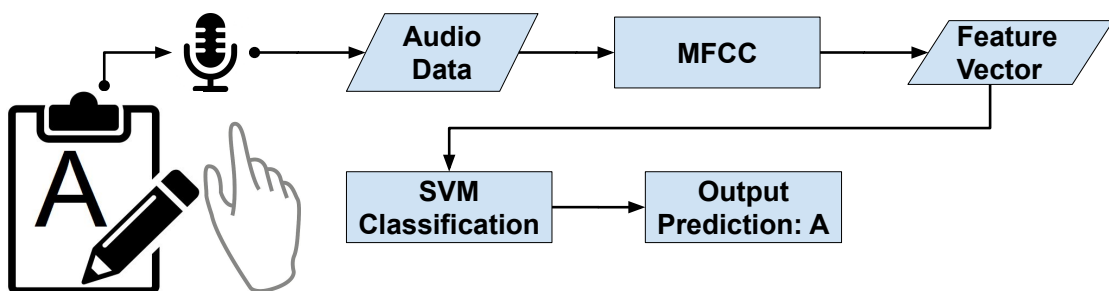 Audio
Data
MFCC
Feature
Vector
A
SVM
Classification
Output
Prediction: A